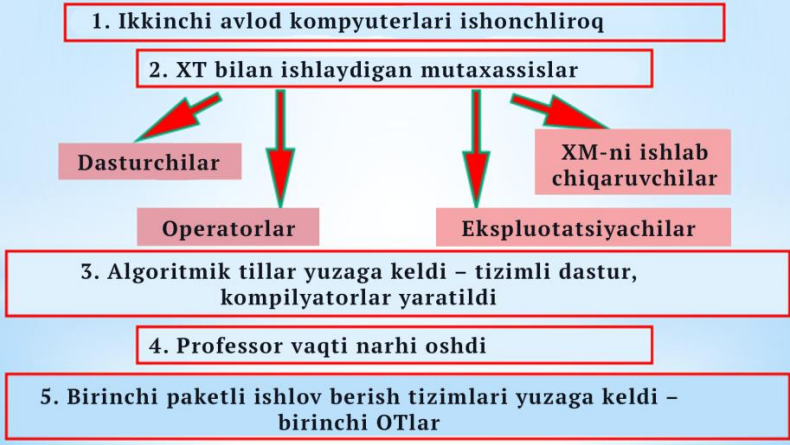 1. Ikkinchi avlod kompyuterlari ishonchliroq
2. XT bilan ishlaydigan mutaxassislar
Dasturchilar
XM-ni ishlab
chiqaruvchilar
Operatorlar
Ekspluotatsiyachilar
3. Algoritmik tillar yuzaga keldi – tizimli dastur,
kompilyatorlar yaratildi
4. Professor vaqti narhi oshdi
5. Birinchi paketli ishlov berish tizimlari yuzaga keldi –
birinchi OTlar